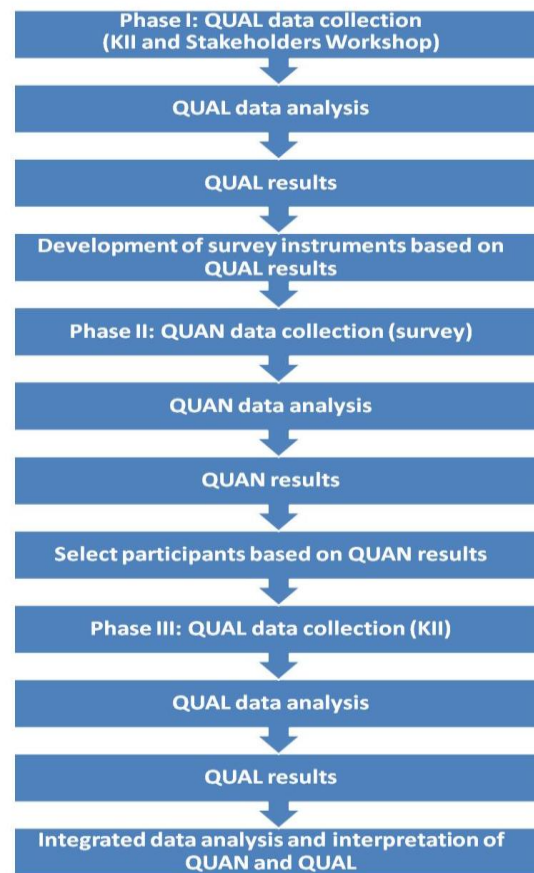 Phase I: QUAL data collection
(KII and Stakeholders Workshop)
QUAL data analysis
QUAL results
Development of survey instruments based on
QUAL results
Phase II: QUAN data collection (survey)
QUAN data analysis
QUAN results
Select participants based on QUAN results
Phase III: QUAL data collection (KII)
QUAL data analysis
QUAL results
Integrated data analysis and interpretation of
QUAN and QUAL